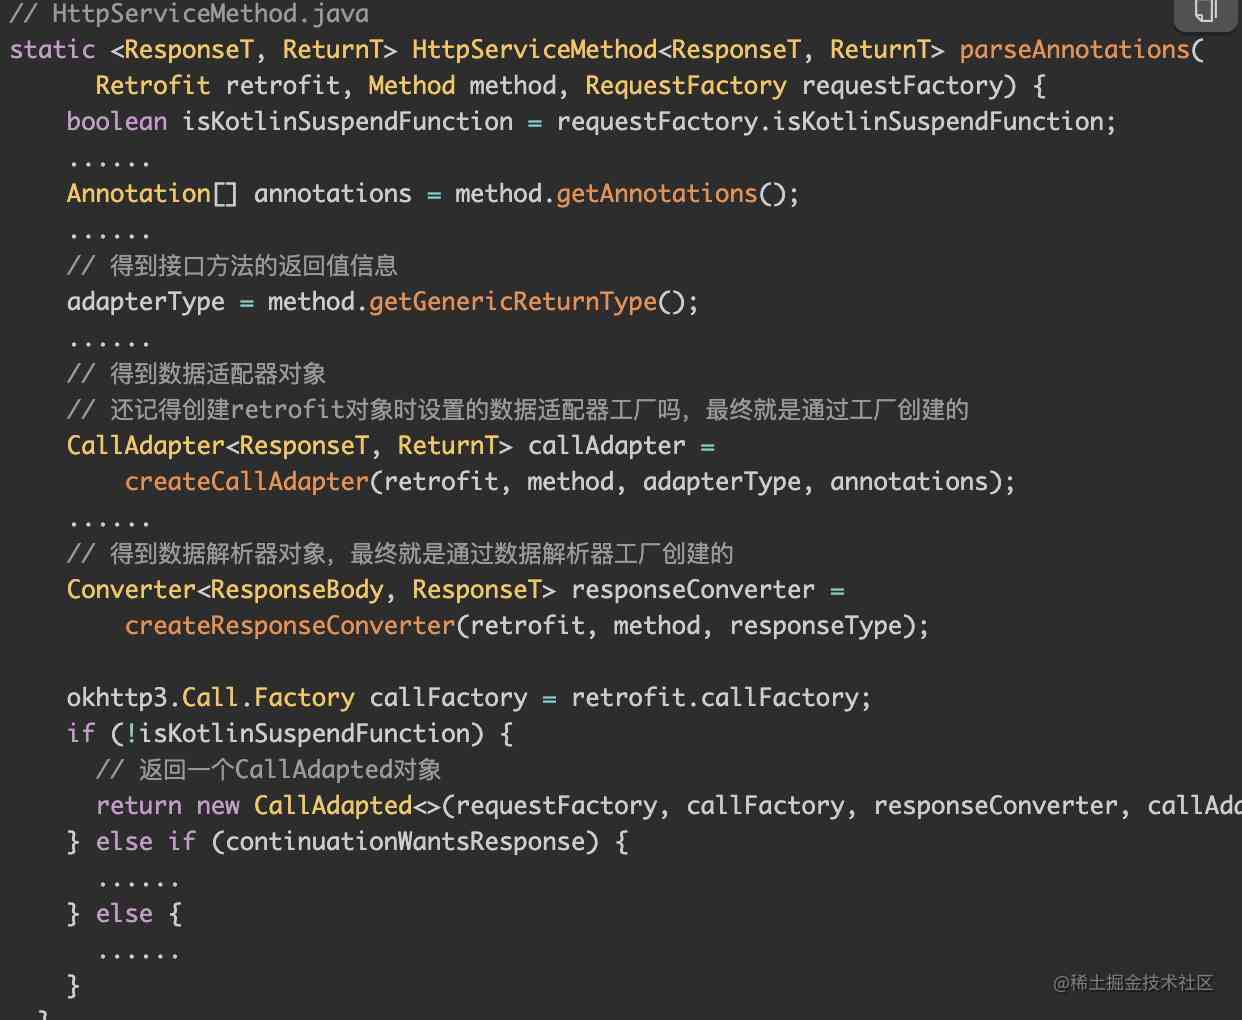 // HttpServiceMethod.java
static <ResponseT, ReturnT> HttpServiceMethod<ResponseT, ReturnT> parseAnnotations(
Retrofit retrofit, Method method, RequestFactory requestFactory) {
boolean isKotlinSuspendFunction = requestFactory.isKotlinSuspendFunction;
......
Annotation[] annotations = method.getAnnotations();
......
// 得到接口方法的返回值信息
adapterType = method.getGenericReturnType();
......
// 得到数据适配器对象
// 还记得创建retrofit对象时设置的数据适配器工厂吗，最终就是通过工厂创建的
CallAdapter<ResponseT, ReturnT> callAdapter =
createCallAdapter(retrofit, method, adapterType, annotations);
......
// 得到数据解析器对象，最终就是通过数据解析器工厂创建的
Converter<ResponseBody, ResponseT> responseConverter =
createResponseConverter(retrofit, method, responseType);
okhttp3.Call.Factory callFactory = retrofit.callFactory;
if (!isKotlinSuspendFunction) {
// 返回一个CallAdapted对象
return new CallAdapted<>(requestFactory, callFactory, responseConverter, callAda
} else if (continuationWantsResponse) {
......
} else {
......
}
@稀土掘金技术社区
}